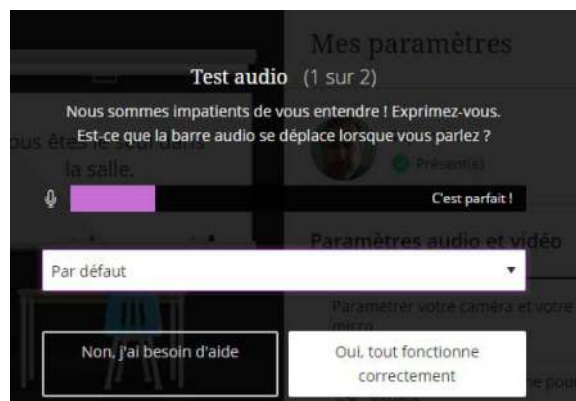 Mes paramètres
Test audio (1 sur 2)
Nous sommes impatients de vous entendre ! Exprimez-vous.
Est-ce que la barre audio se déplace lorsque vous parlez ?
la salle.
Présent(e)
C'est parfait !
Paramètres audio et vidéo
Par défaut
Paramétrer votre caméra et votre
micro
Non, j'ai besoin d'aide
Oui, tout fonctionne
correctement